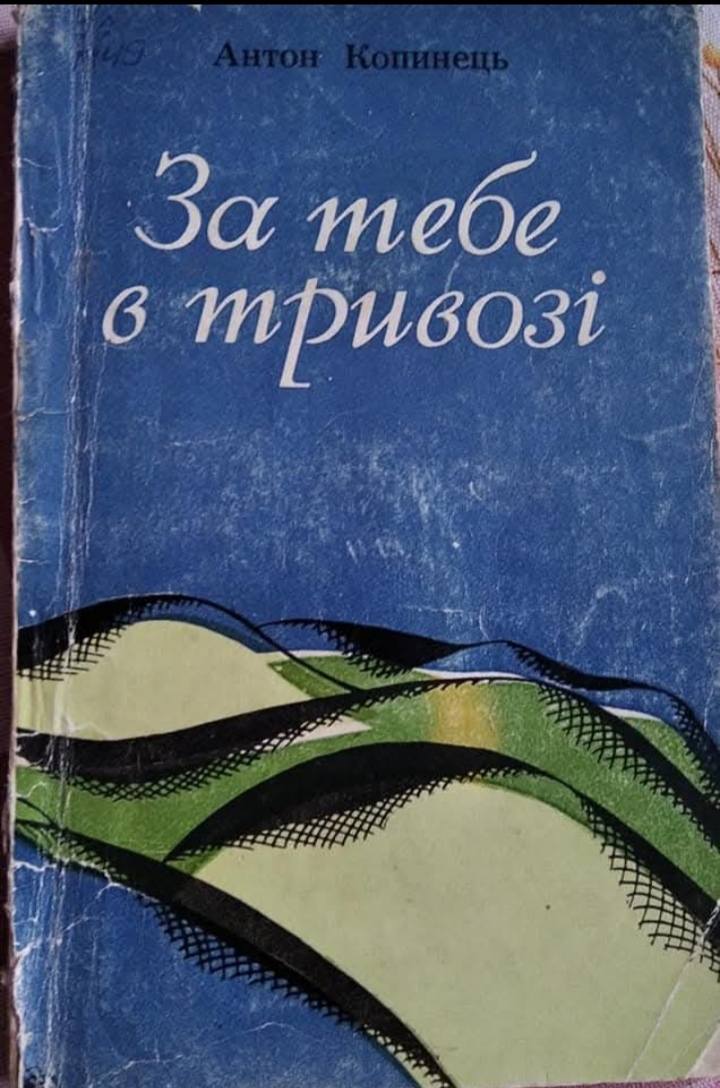 Антон Копинець
За тебе
в тривозі